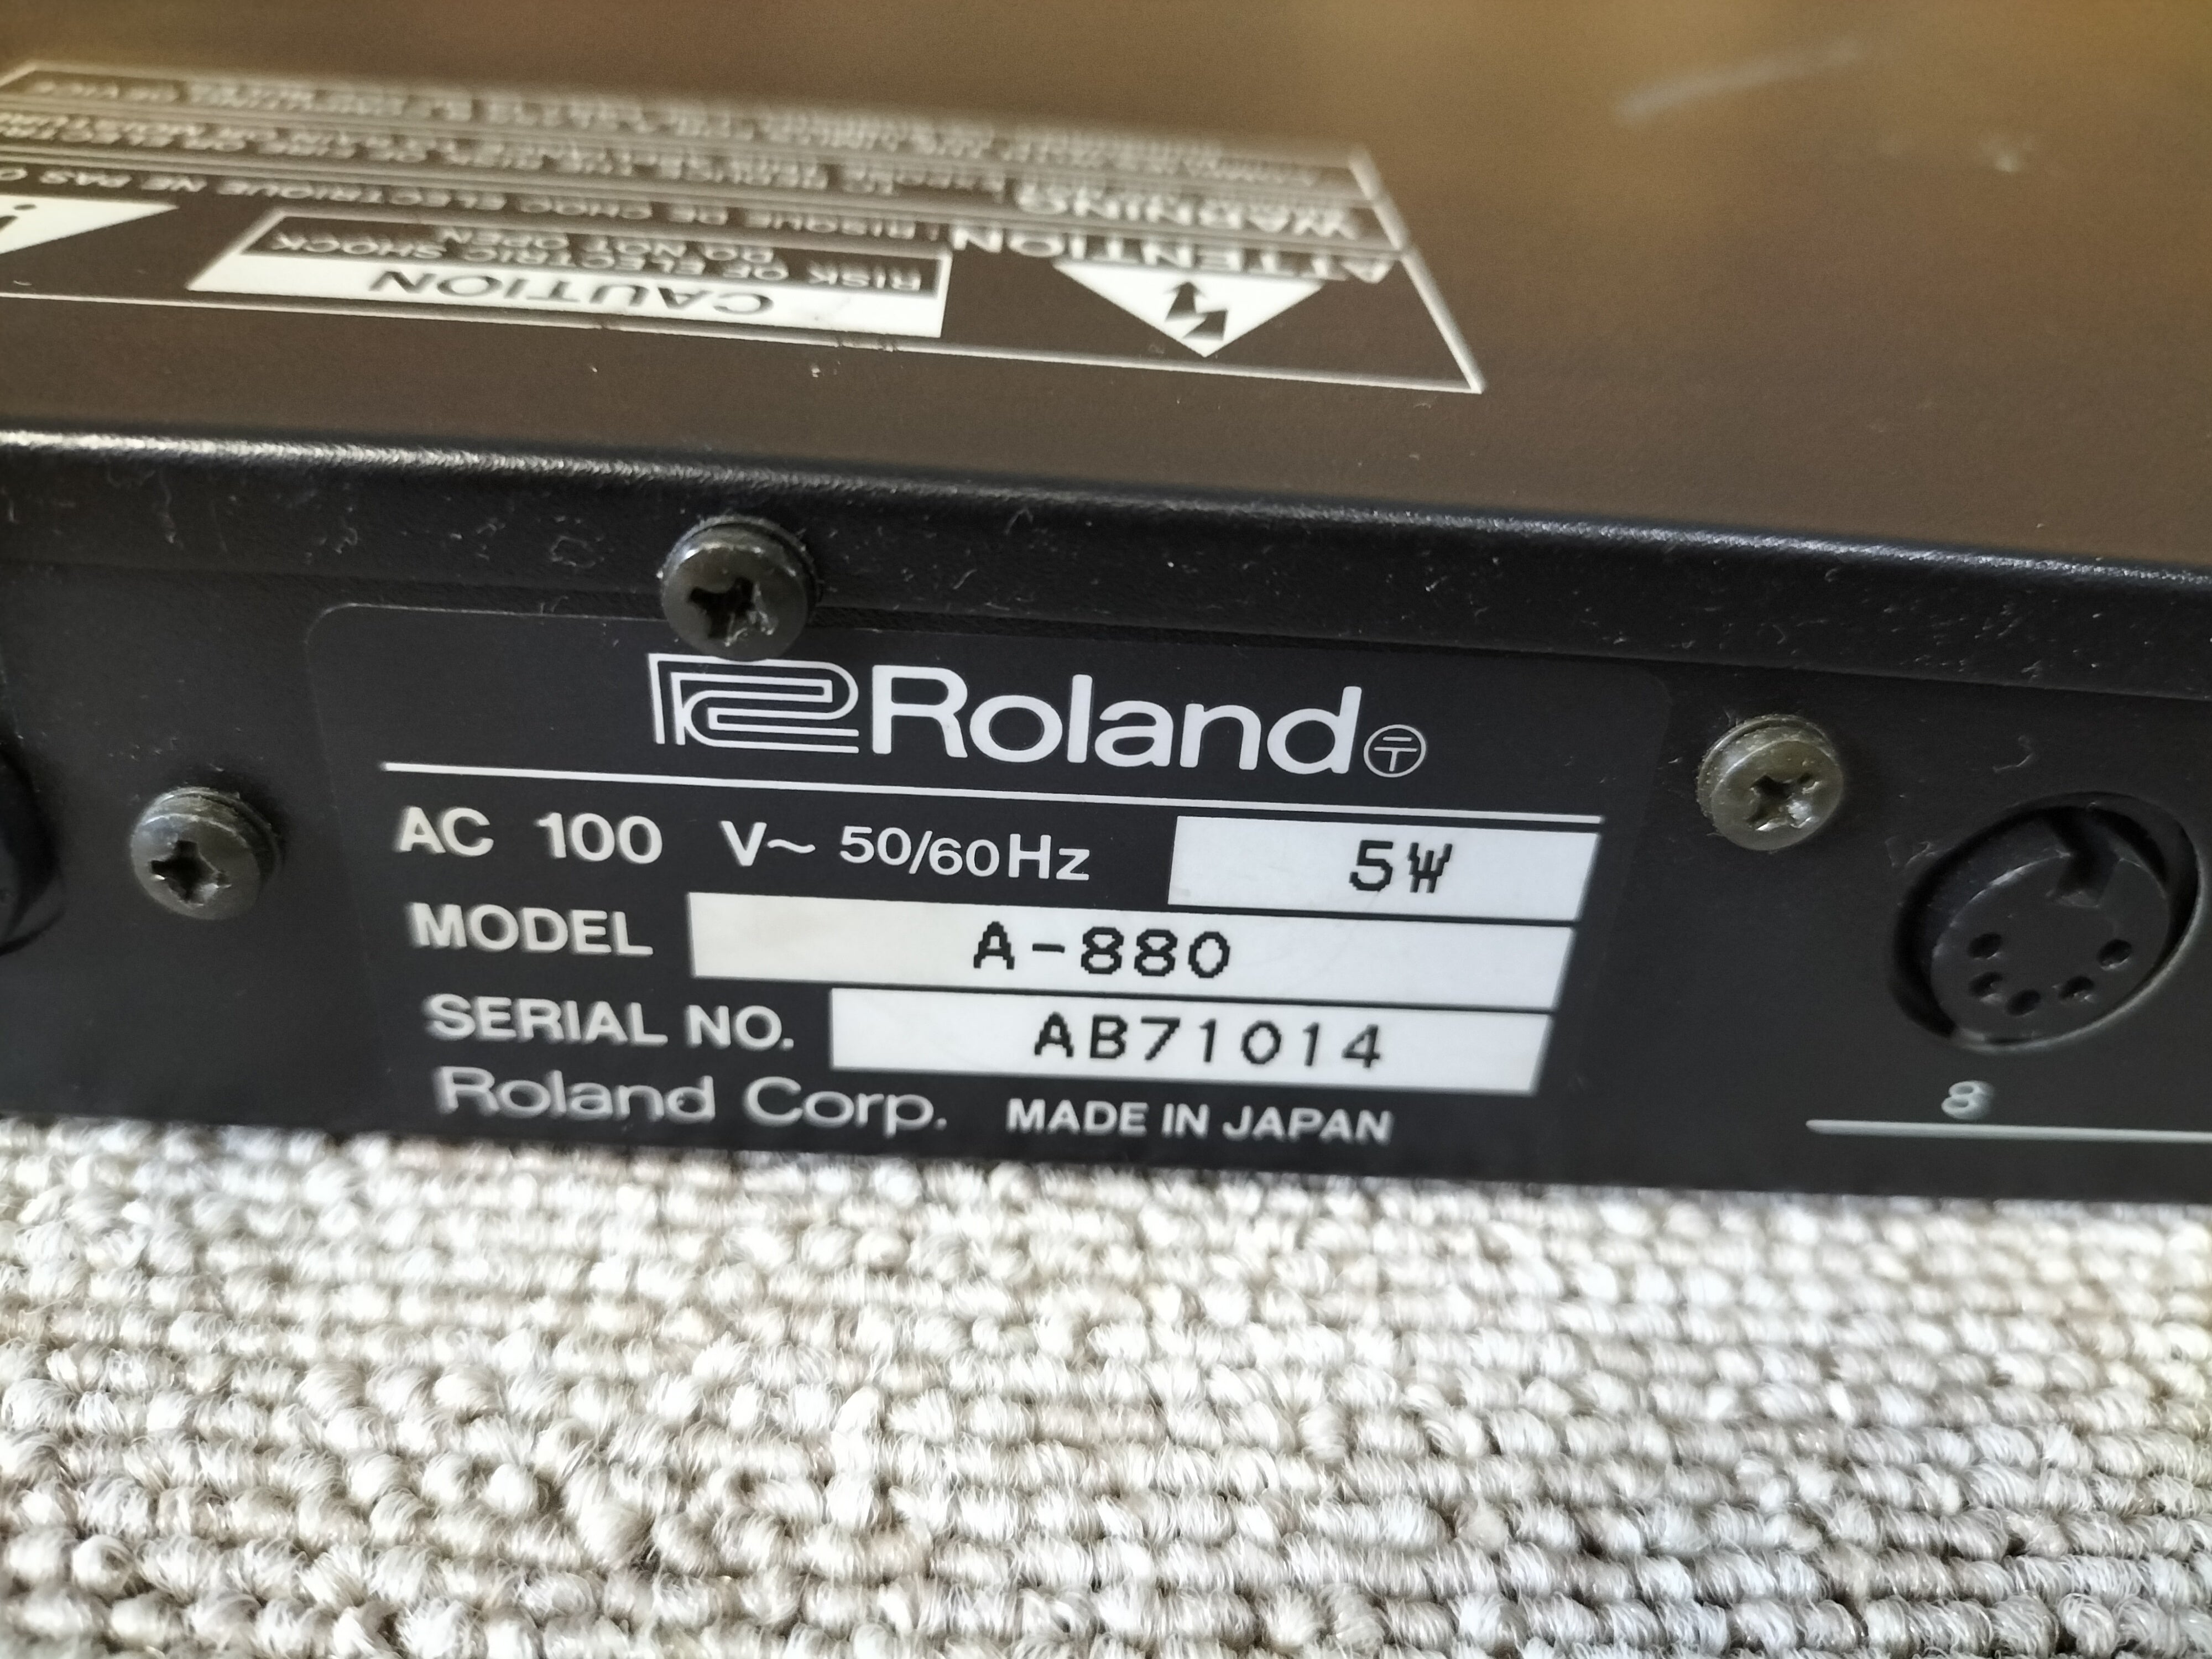 WARNING
ATTENTION : RISQUE DE CHOC ELECTRIQUE NE PAS
RISK OF ELECTRIC SHOCK
DO NOT OPEN
CAUTION
Roland
AC 100 V~ 50/60Hz 5W
MODEL A-880
SERIAL NO. AB71014
Roland Corp. MADE IN JAPAN
8